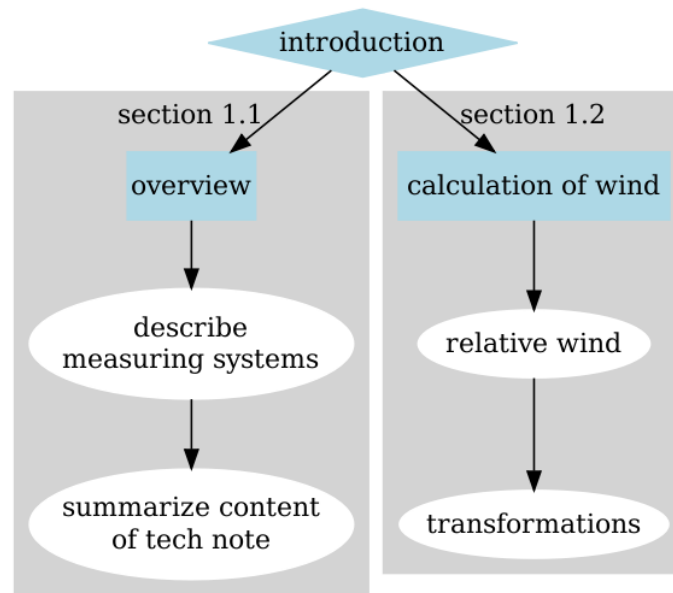 introduction
section 1.1
overview
describe
measuring systems
summarize content
of tech note
section 1.2
calculation of wind
relative wind
transformations